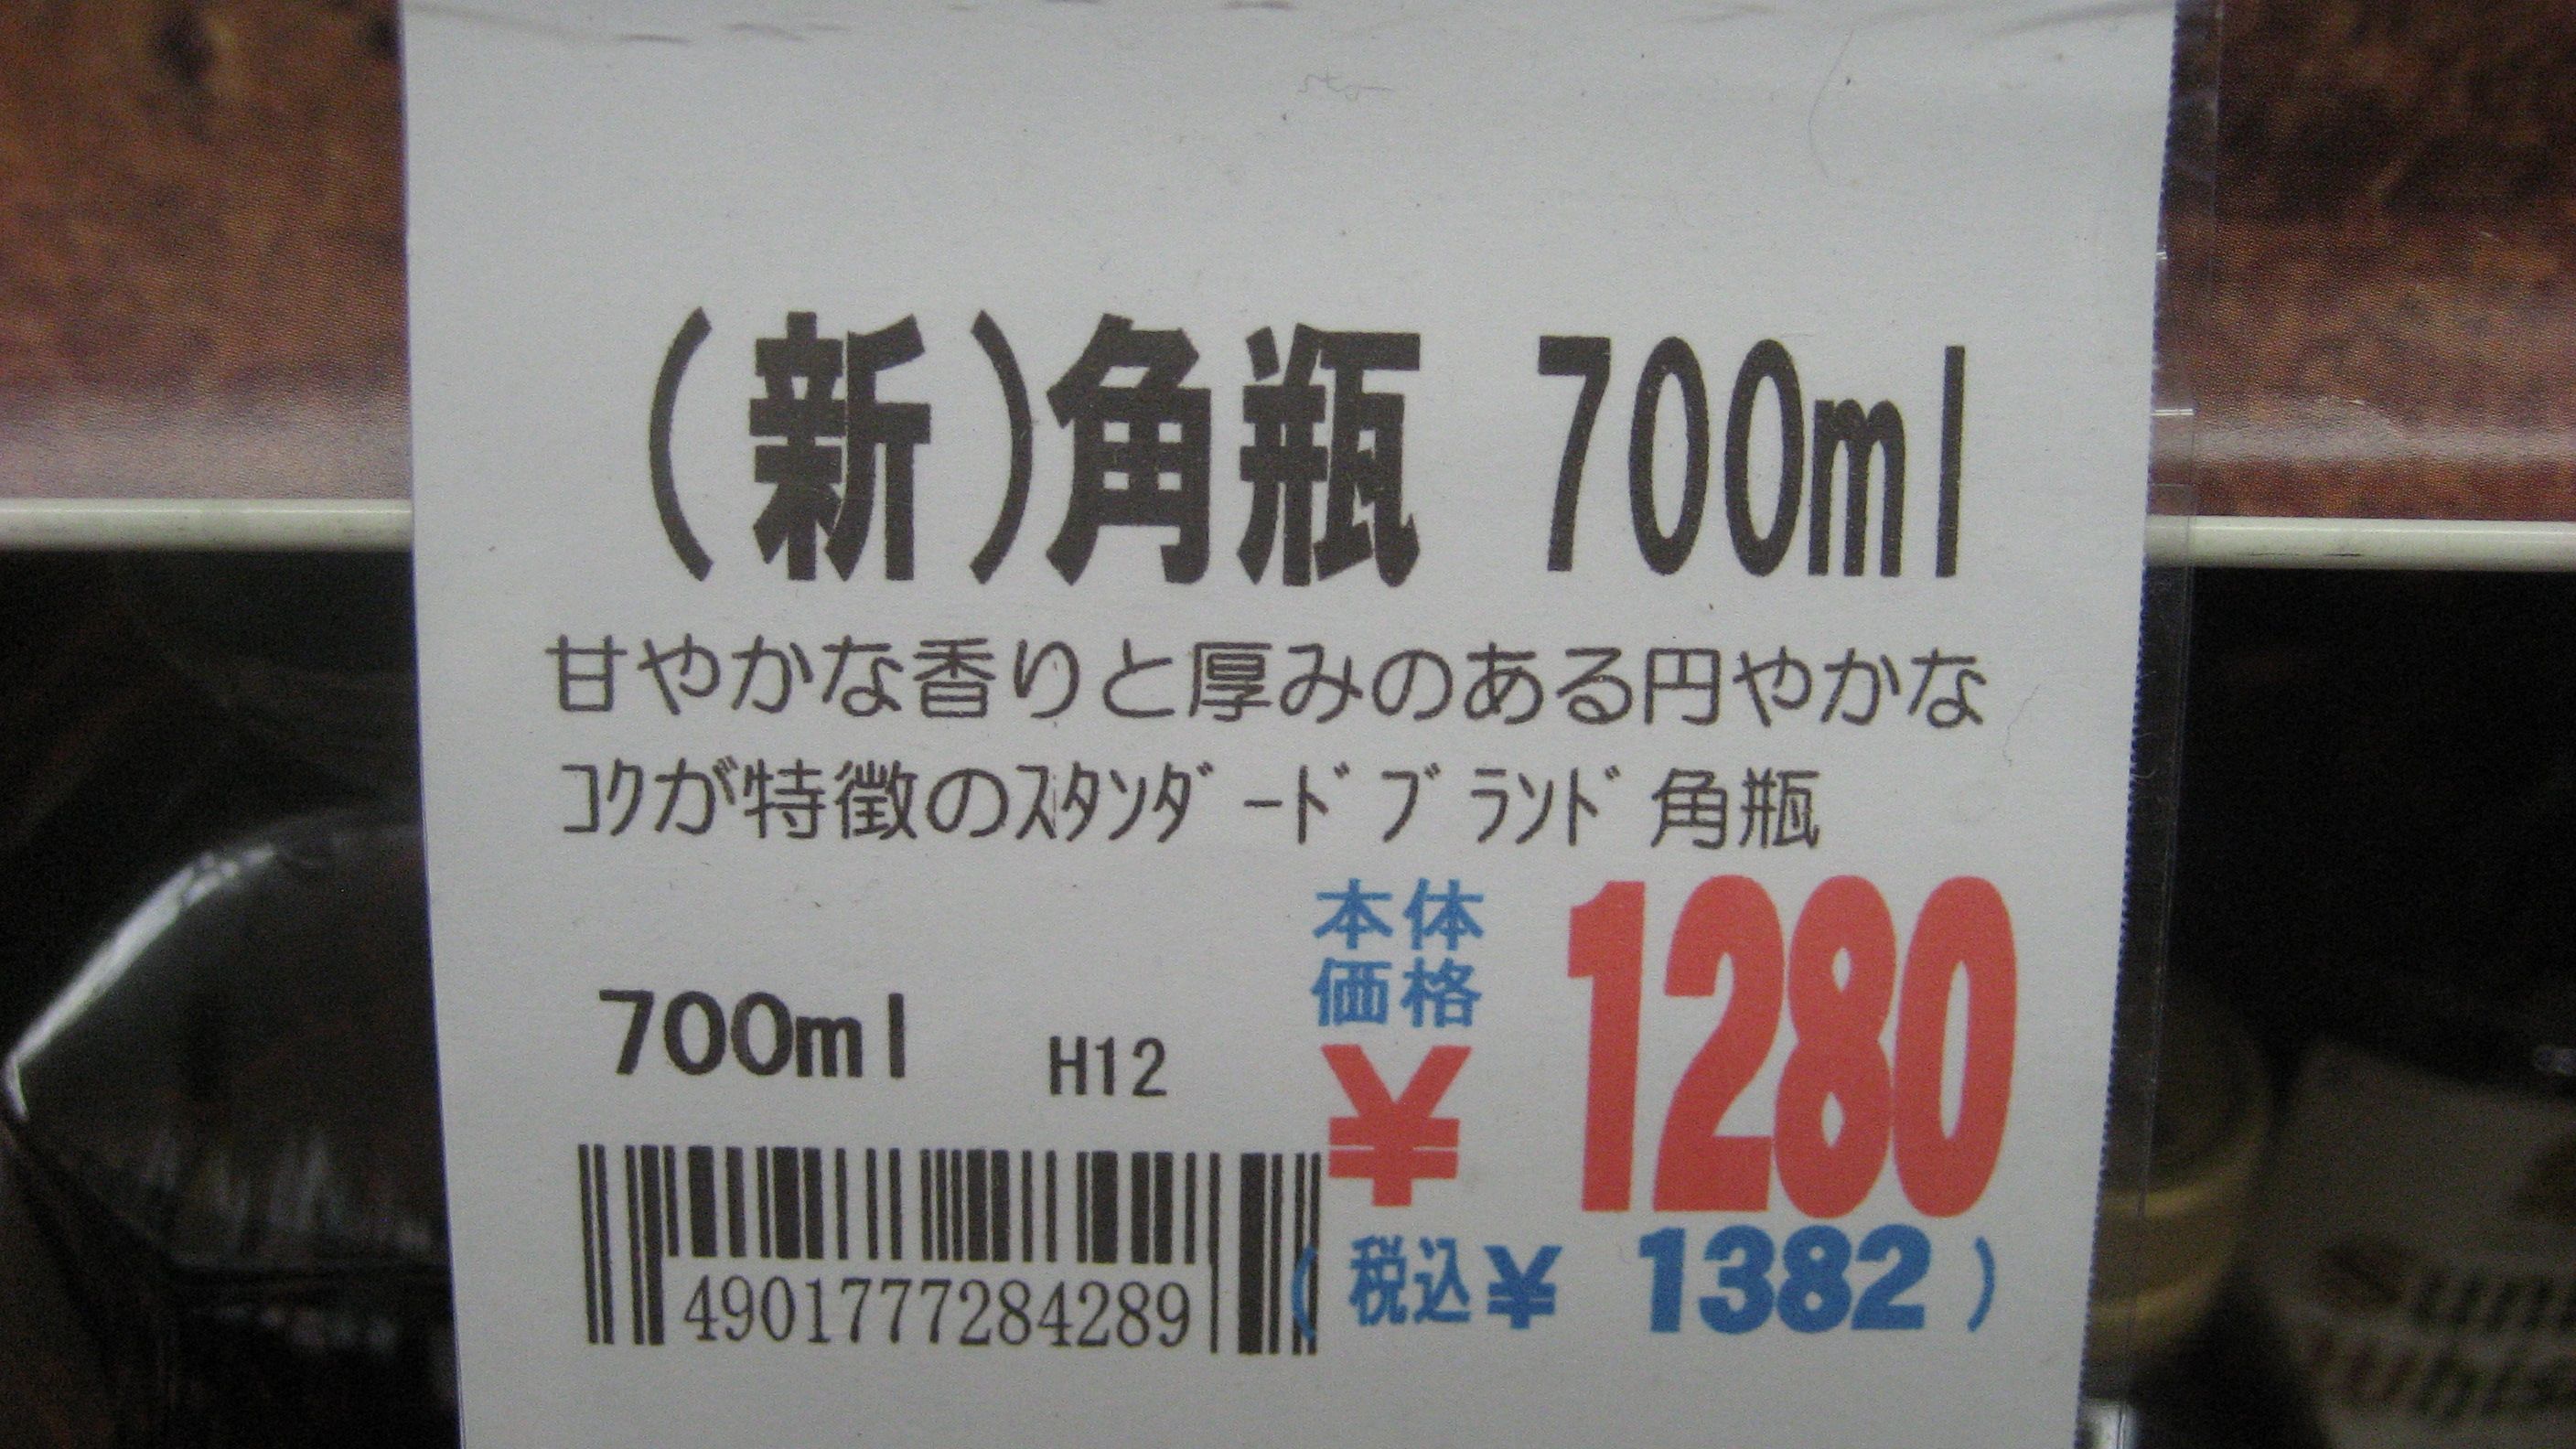 (新)角瓶 700ml
甘やかな香りと厚みのある円やかな
ｺｸが特徴のｽﾀﾝﾀﾞｰﾄﾞﾌﾞﾗﾝﾄﾞ角瓶
本体
価格
¥ 1280
700ml H12
4901777284289
(税込¥ 1382)